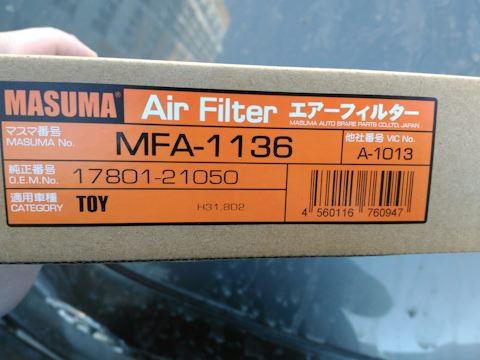 MASUMA® Air Filter エアーフィルター
MASUMA AUTO SPARE PARTS CO.,LTD. JAPAN
マスマ番号
MASUMA No.
MFA-1136
他社番号 VIC No.
A-1013
純正番号
O.E.M.No.
17801-21050
適用車種
CATEGORY
TOY
H31.8D2
4 560116 760947